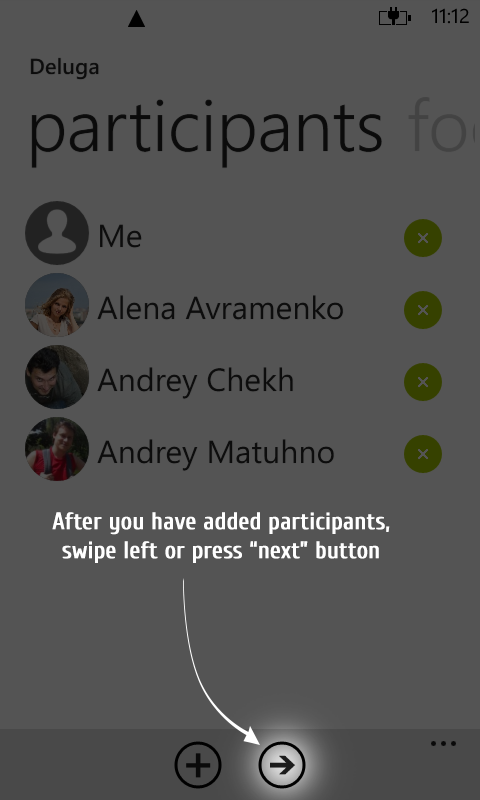 11:12
Deluga
participants
Me
Alena Avramenko
Andrey Chekh
Andrey Matuhno
After you have added participants,
swipe left or press “next” button